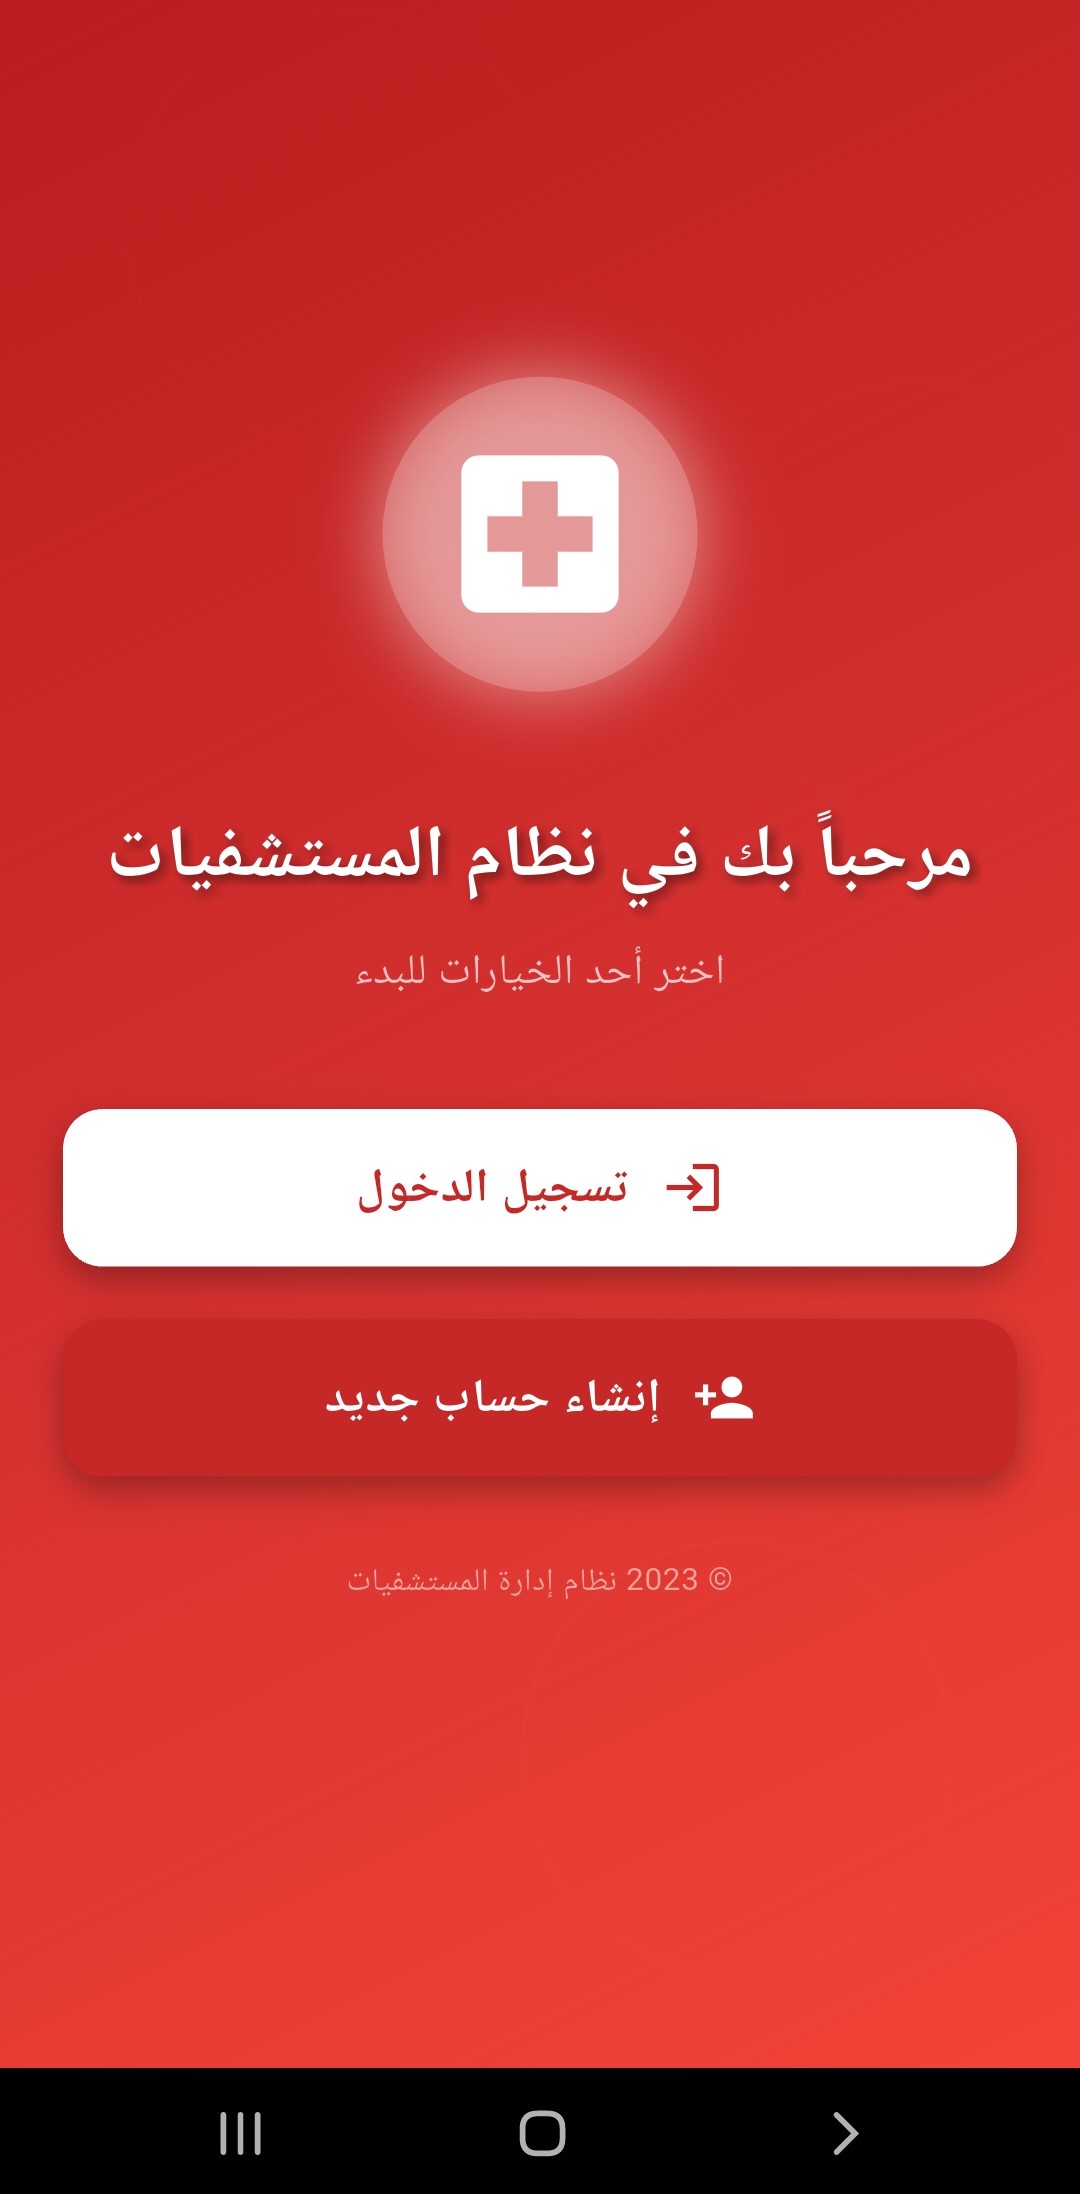 مرحباً بك في نظام المستشفيات
اختر أحد الخيارات للبدء
تسجيل الدخول
إنشاء حساب جديد
© 2023 نظام إدارة المستشفيات